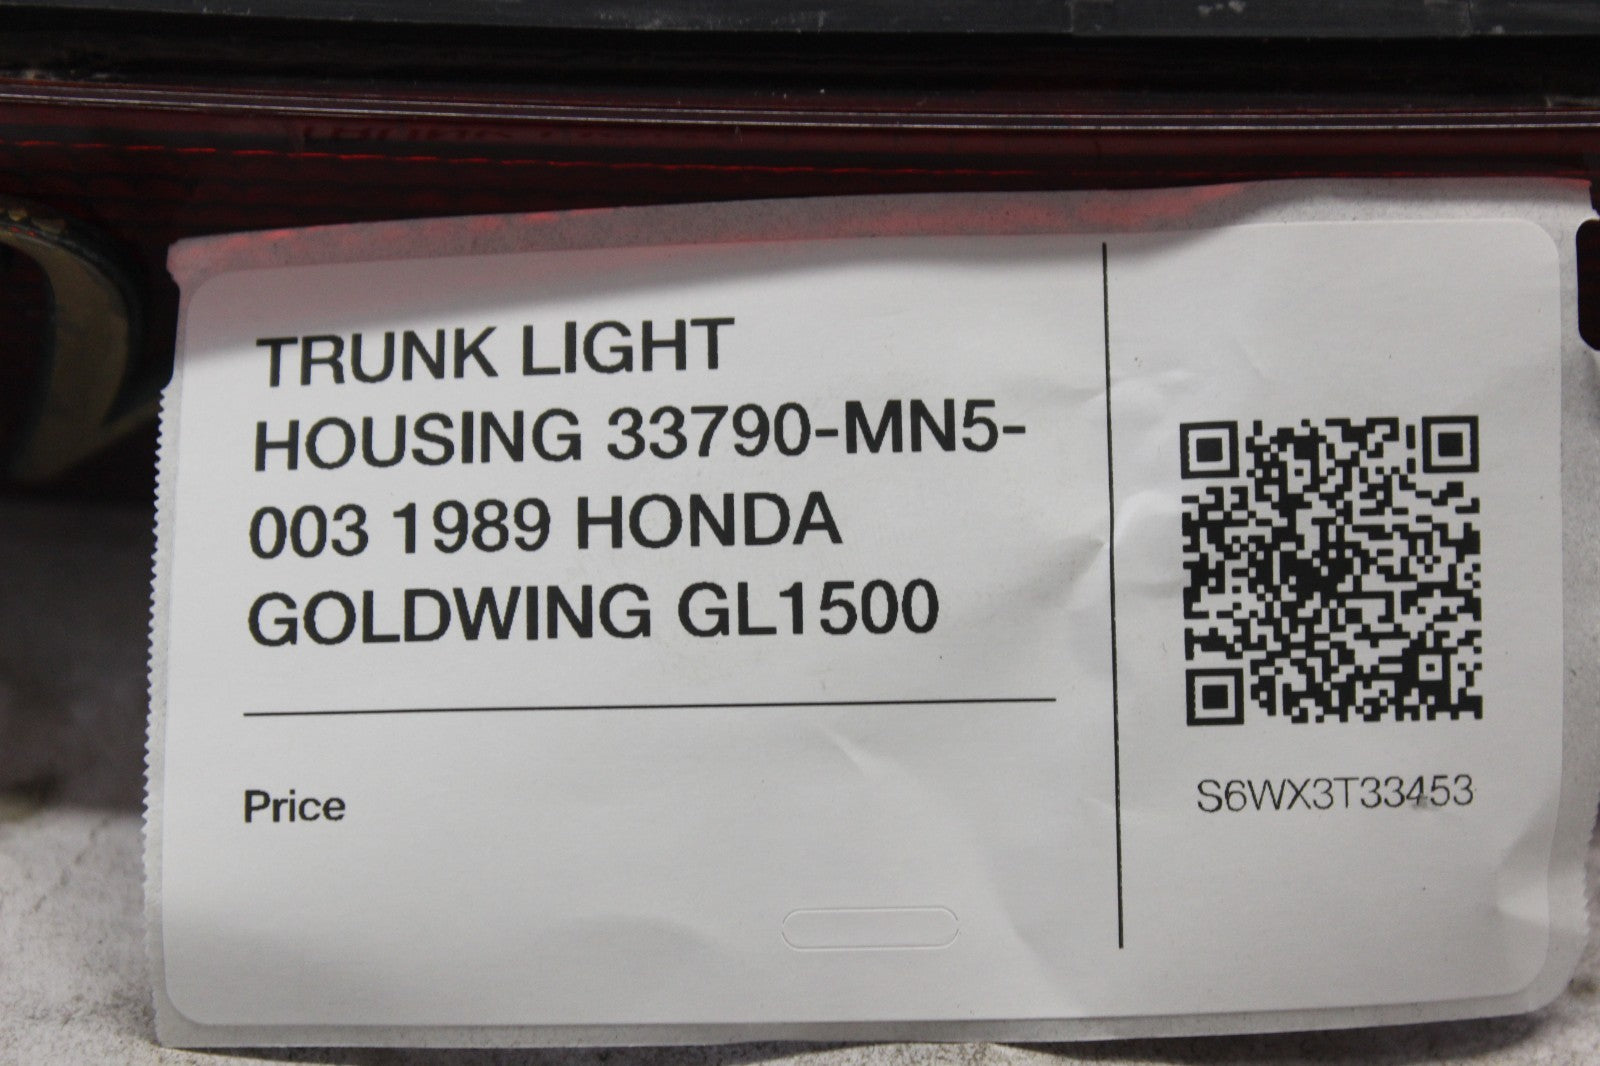 TRUNK LIGHT
HOUSING 33790-MN5-
003 1989 HONDA
GOLDWING GL1500
Price
S6WX3T33453